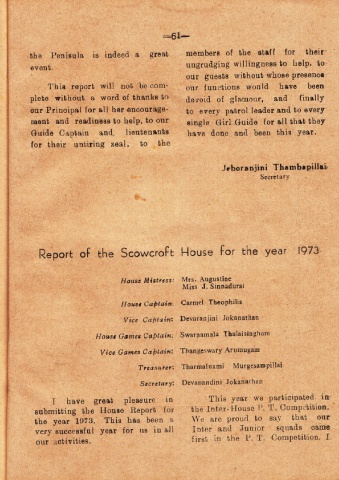 —61—
the Peninsula is indeed a great
event.
This report will not be com-
plete without a word of thanks to
our Principal for all her encourage-
ment and readiness to help, to our
Guide Captain and lieutenants
for their untiring zeal, to the
members of the staff for their
ungrudging willingness to help, to
our guests without whose presence
our functions would have been
devoid of glamour, and finally
to every patrol leader and to every
single Girl Guide for all that they
have done and been this year.
Jeboranjini Thambapillai
Secretary
Report of the Scowcroft House for the year 1973
House Mistress: Mrs. Augustine
Miss J. Sinnadurai
House Captain: Carmel Theophilis
Vice Captain: Devaranjini Jokanathan
House Games Captain: Swarnamala Thalaisingham
Vice Games Captain: Thangeswary Arumugam
Treasurer: Tharmalasmi Murgesampillai
Secretary: Devanandini Jokanathan
I have great pleasure in
submitting the House Report for
the year 1973. This has been a
very successful year for us in all
our activities.
This year we participated in
the Inter-House P. T. Competition.
We are proud to say that our
Inter and Junior squads came
first in the P. T. Competition. I